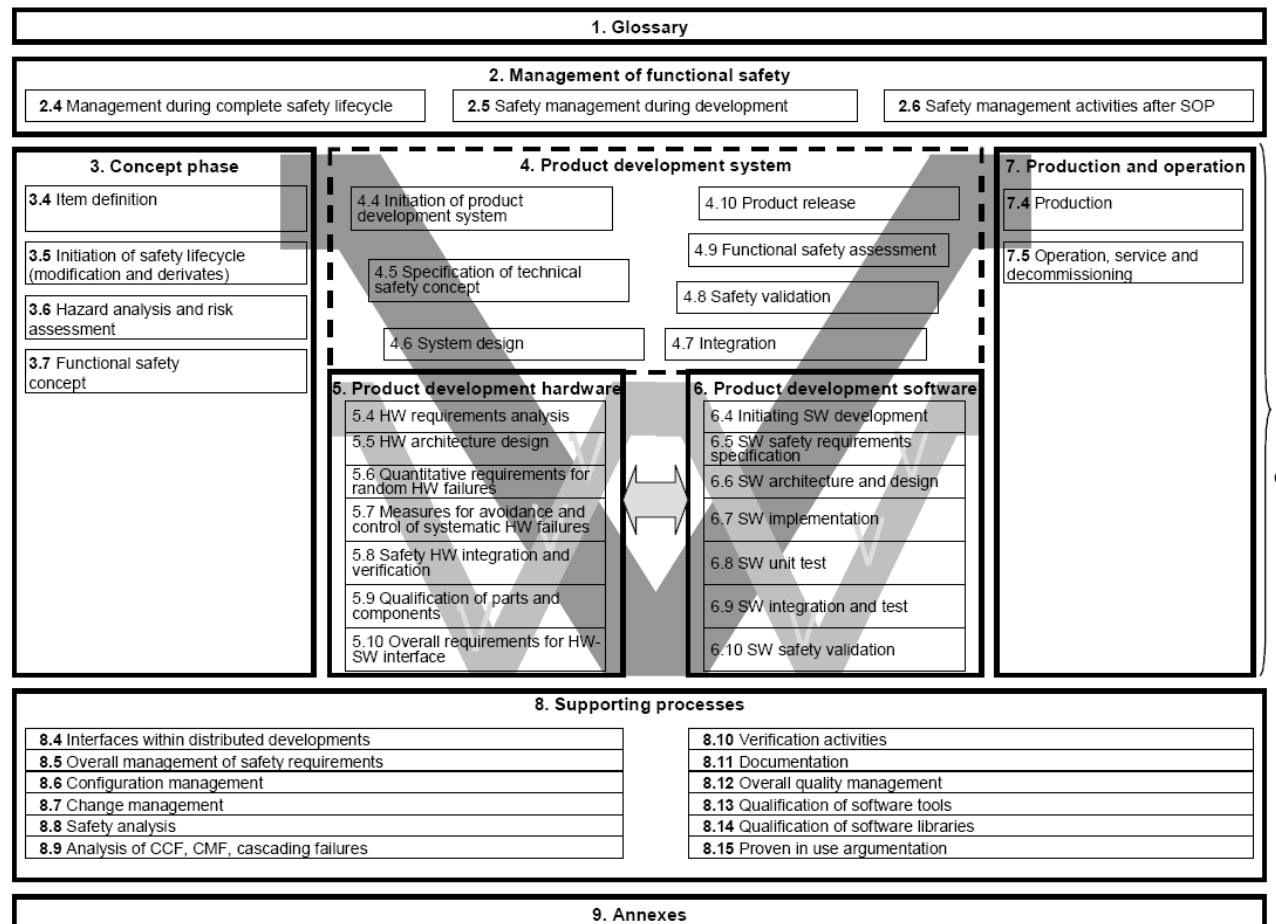 1. Glossary
2. Management of functional safety
2.4 Management during complete safety lifecycle
2.5 Safety management during development
2.6 Safety management activities after SOP
3. Concept phase
3.4 Item definition
3.5 Initiation of safety lifecycle
(modification and derivates)
3.6 Hazard analysis and risk
assessment
3.7 Functional safety
concept
4. Product development system
4.4 Initiation of product
development system
4.5 Specification of technical
safety concept
4.6 System design
4.10 Product release
4.9 Functional safety assessment
4.8 Safety validation
4.7 Integration
5. Product development hardware
5.4 HW requirements analysis
5.5 HW architecture design
5.6 Quantitative requirements for
random HW failures
5.7 Measures for avoidance and
control of systematic HW failures
5.8 Safety HW integration and
verification
5.9 Qualification of parts and
components
5.10 Overall requirements for HW-
SW interface
6. Product development software
6.4 Initiating SW development
6.5 SW safety requirements
specification
6.6 SW architecture and design
6.7 SW implementation
6.8 SW unit test
6.9 SW integration and test
6.10 SW safety validation
7. Production and operation
7.4 Production
7.5 Operation, service and
decommissioning
8. Supporting processes
8.4 Interfaces within distributed developments
8.5 Overall management of safety requirements
8.6 Configuration management
8.7 Change management
8.8 Safety analysis
8.9 Analysis of CCF, CMF, cascading failures
8.10 Verification activities
8.11 Documentation
8.12 Overall quality management
8.13 Qualification of software tools
8.14 Qualification of software libraries
8.15 Proven in use argumentation
9. Annexes